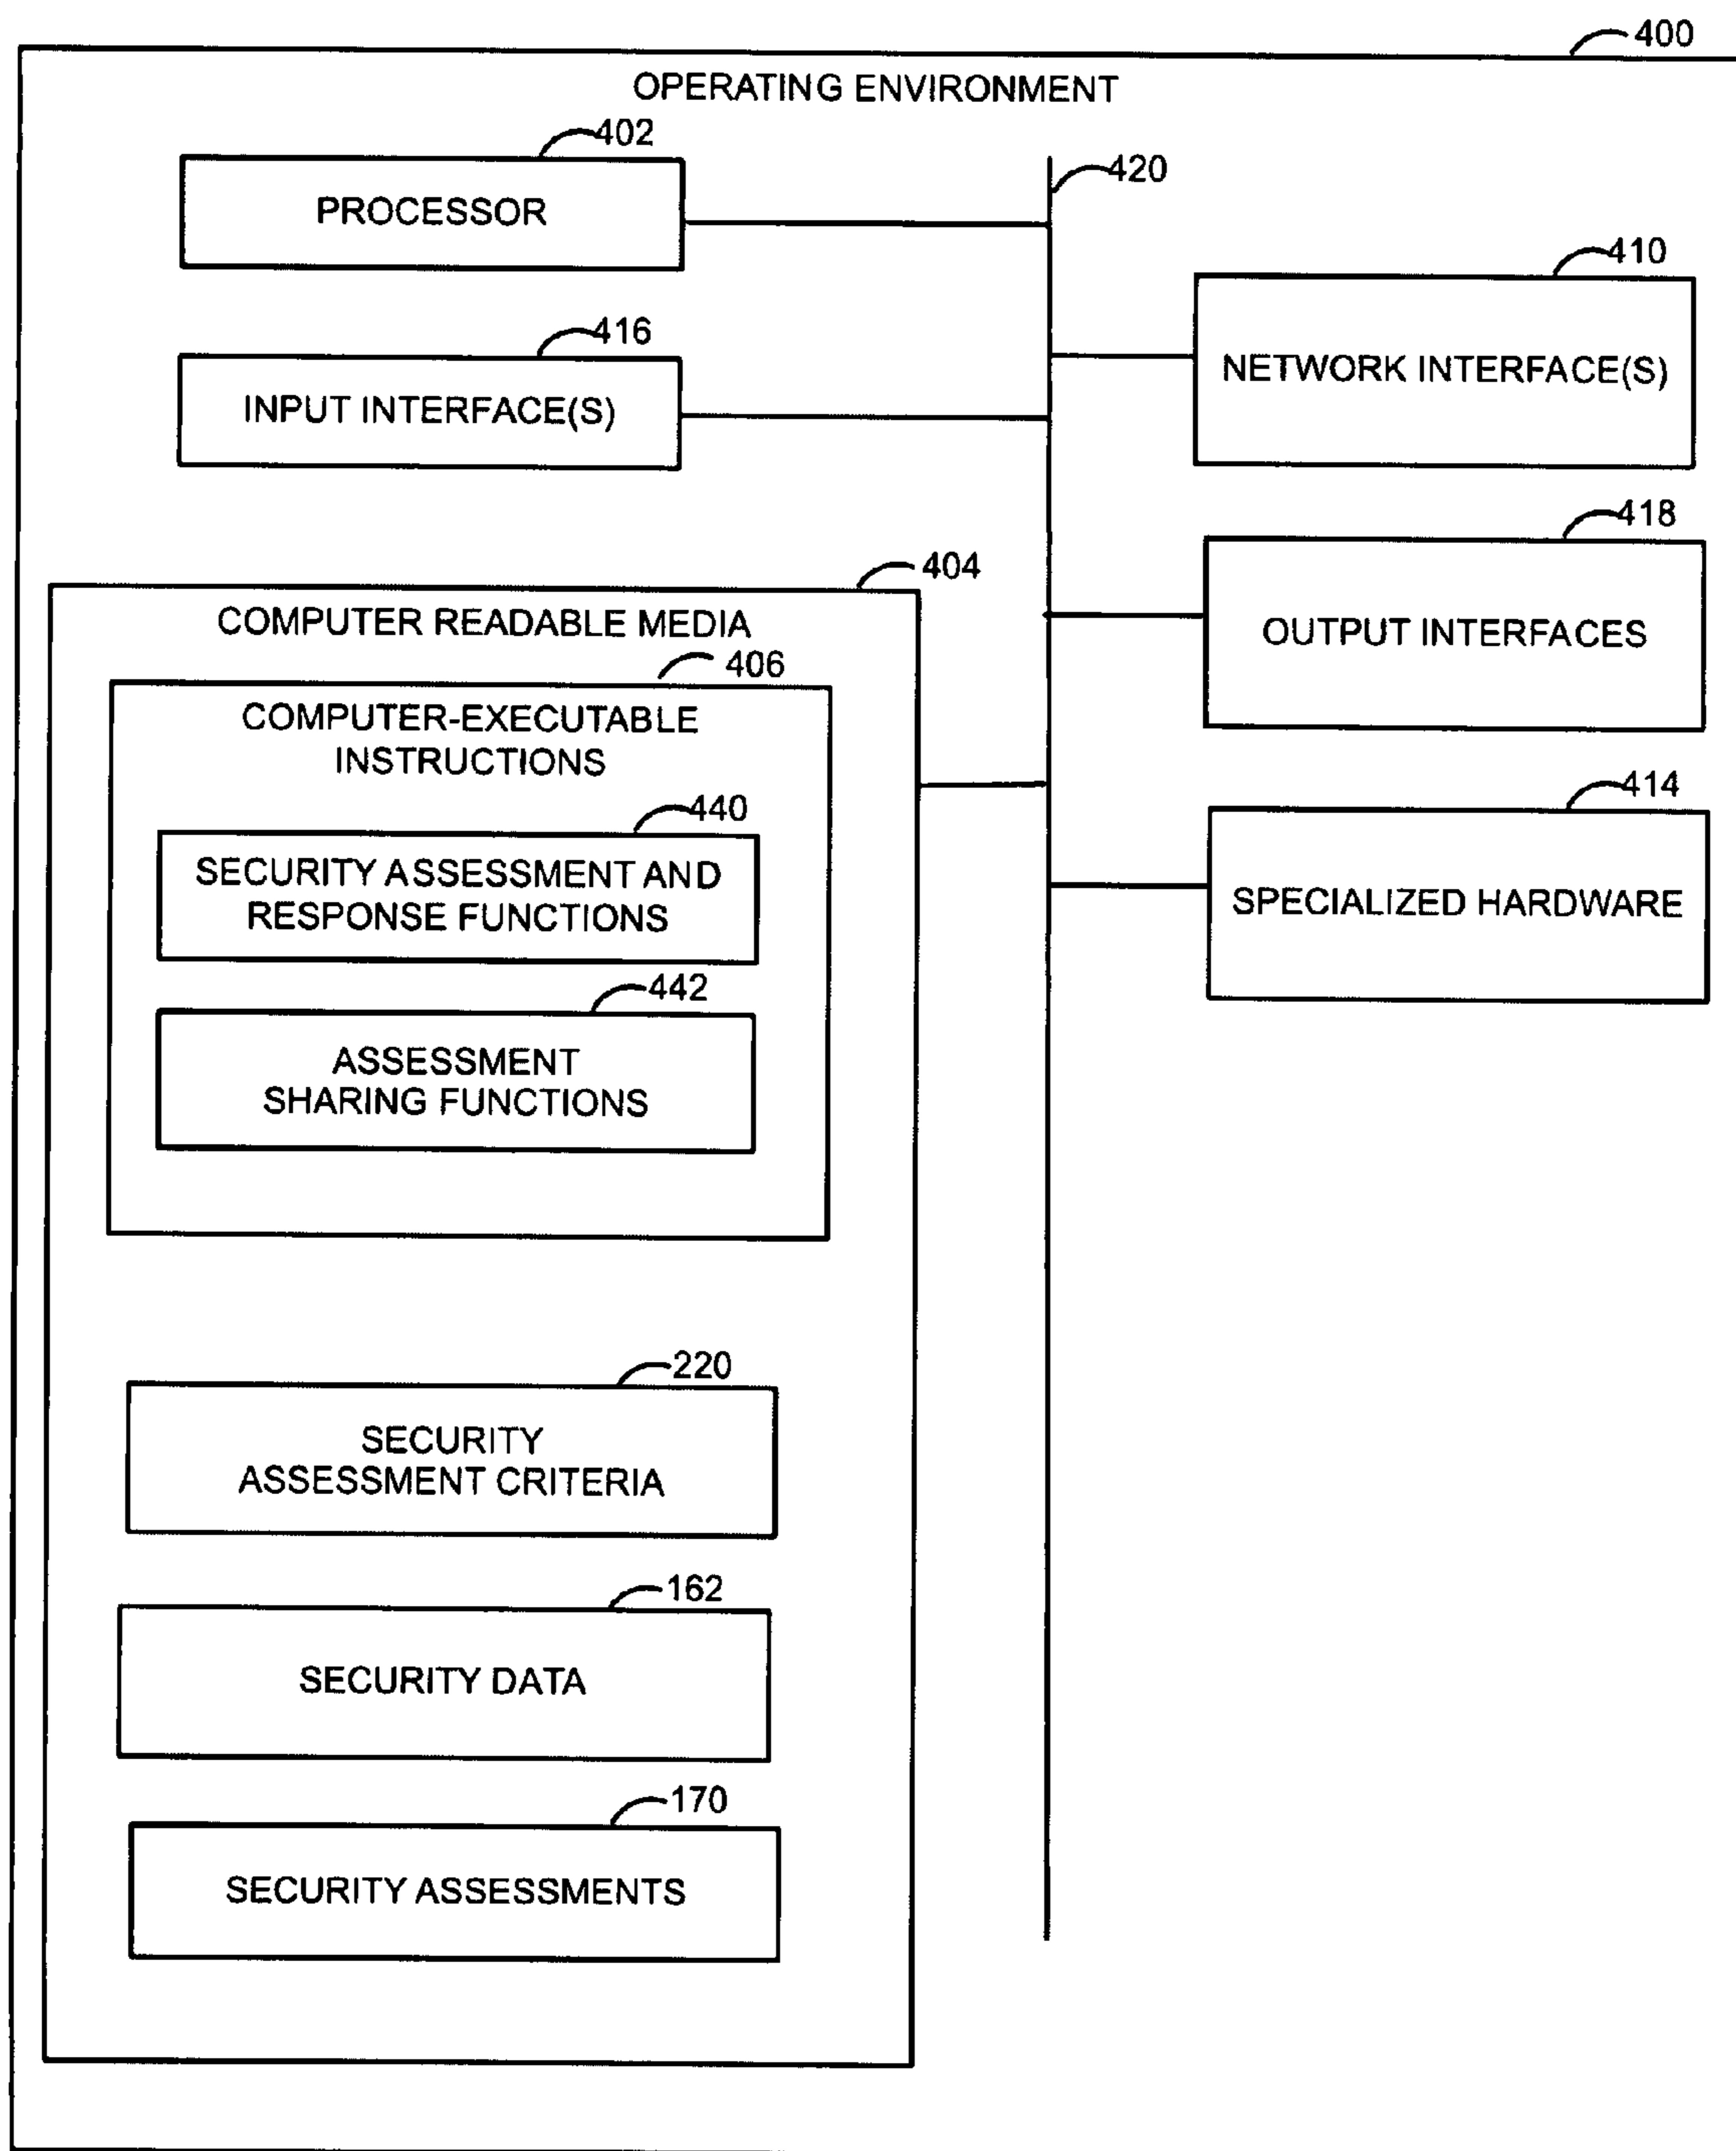 400
OPERATING ENVIRONMENT
402
PROCESSOR
420
410
NETWORK INTERFACE(S)
416
INPUT INTERFACE(S)
418
OUTPUT INTERFACES
404
COMPUTER READABLE MEDIA
406
COMPUTER-EXECUTABLE
INSTRUCTIONS
414
SPECIALIZED HARDWARE
440
SECURITY ASSESSMENT AND
RESPONSE FUNCTIONS
442
ASSESSMENT
SHARING FUNCTIONS
220
SECURITY
ASSESSMENT CRITERIA
162
SECURITY DATA
170
SECURITY ASSESSMENTS